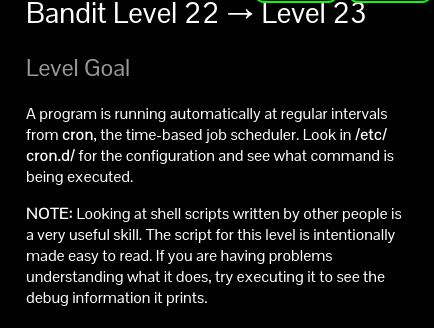 Bandit Level 22 → Level 23
Level Goal
A program is running automatically at regular intervals
from cron, the time-based job scheduler. Look in /etc/
cron.d/ for the configuration and see what command is
being executed.
NOTE: Looking at shell scripts written by other people is
a very useful skill. The script for this level is intentionally
made easy to read. If you are having problems
understanding what it does, try executing it to see the
debug information it prints.